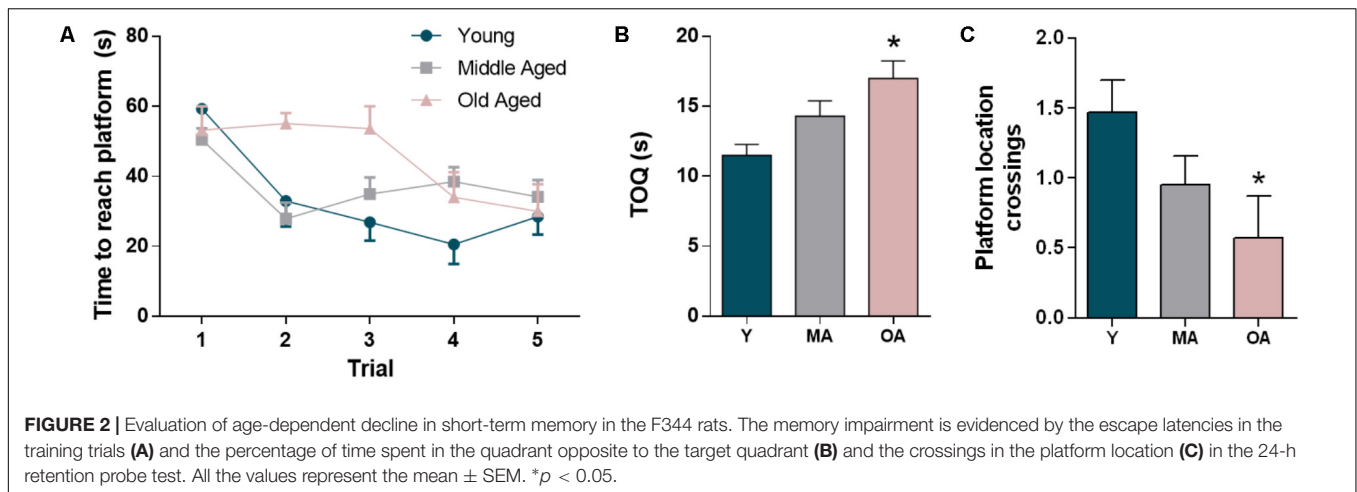 A
Time to reach platform (s)
80
60
40
20
0
1 2 3 4 5
Trial
Young
Middle Aged
Old Aged
B
TOQ (s)
20
15
10
5
0
*
Y MA OA
C
Platform location
crossings
2.0
1.5
1.0
0.5
0.0
*
Y MA OA
FIGURE 2 | Evaluation of age-dependent decline in short-term memory in the F344 rats. The memory impairment is evidenced by the escape latencies in the
training trials (A) and the percentage of time spent in the quadrant opposite to the target quadrant (B) and the crossings in the platform location (C) in the 24-h
retention probe test. All the values represent the mean ± SEM. *p < 0.05.